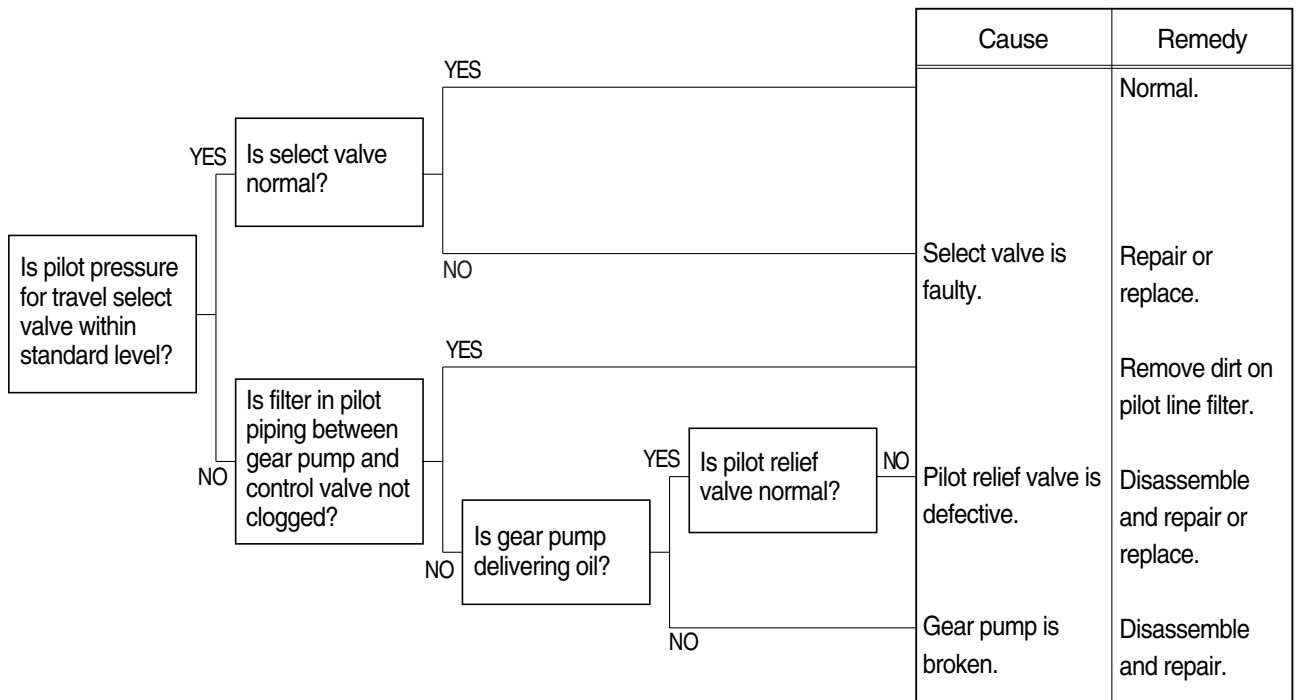 Cause
Remedy
YES
Normal.
YES
Is select valve
normal?
NO
Select valve is
faulty.
Repair or
replace.
Is pilot pressure
for travel select
valve within
standard level?
YES
Remove dirt on
pilot line filter.
NO
Is filter in pilot
piping between
gear pump and
control valve not
clogged?
YES
Is pilot relief
valve normal?
NO
Pilot relief valve is
defective.
Disassemble
and repair or
replace.
NO
Is gear pump
delivering oil?
NO
Gear pump is
broken.
Disassemble
and repair.